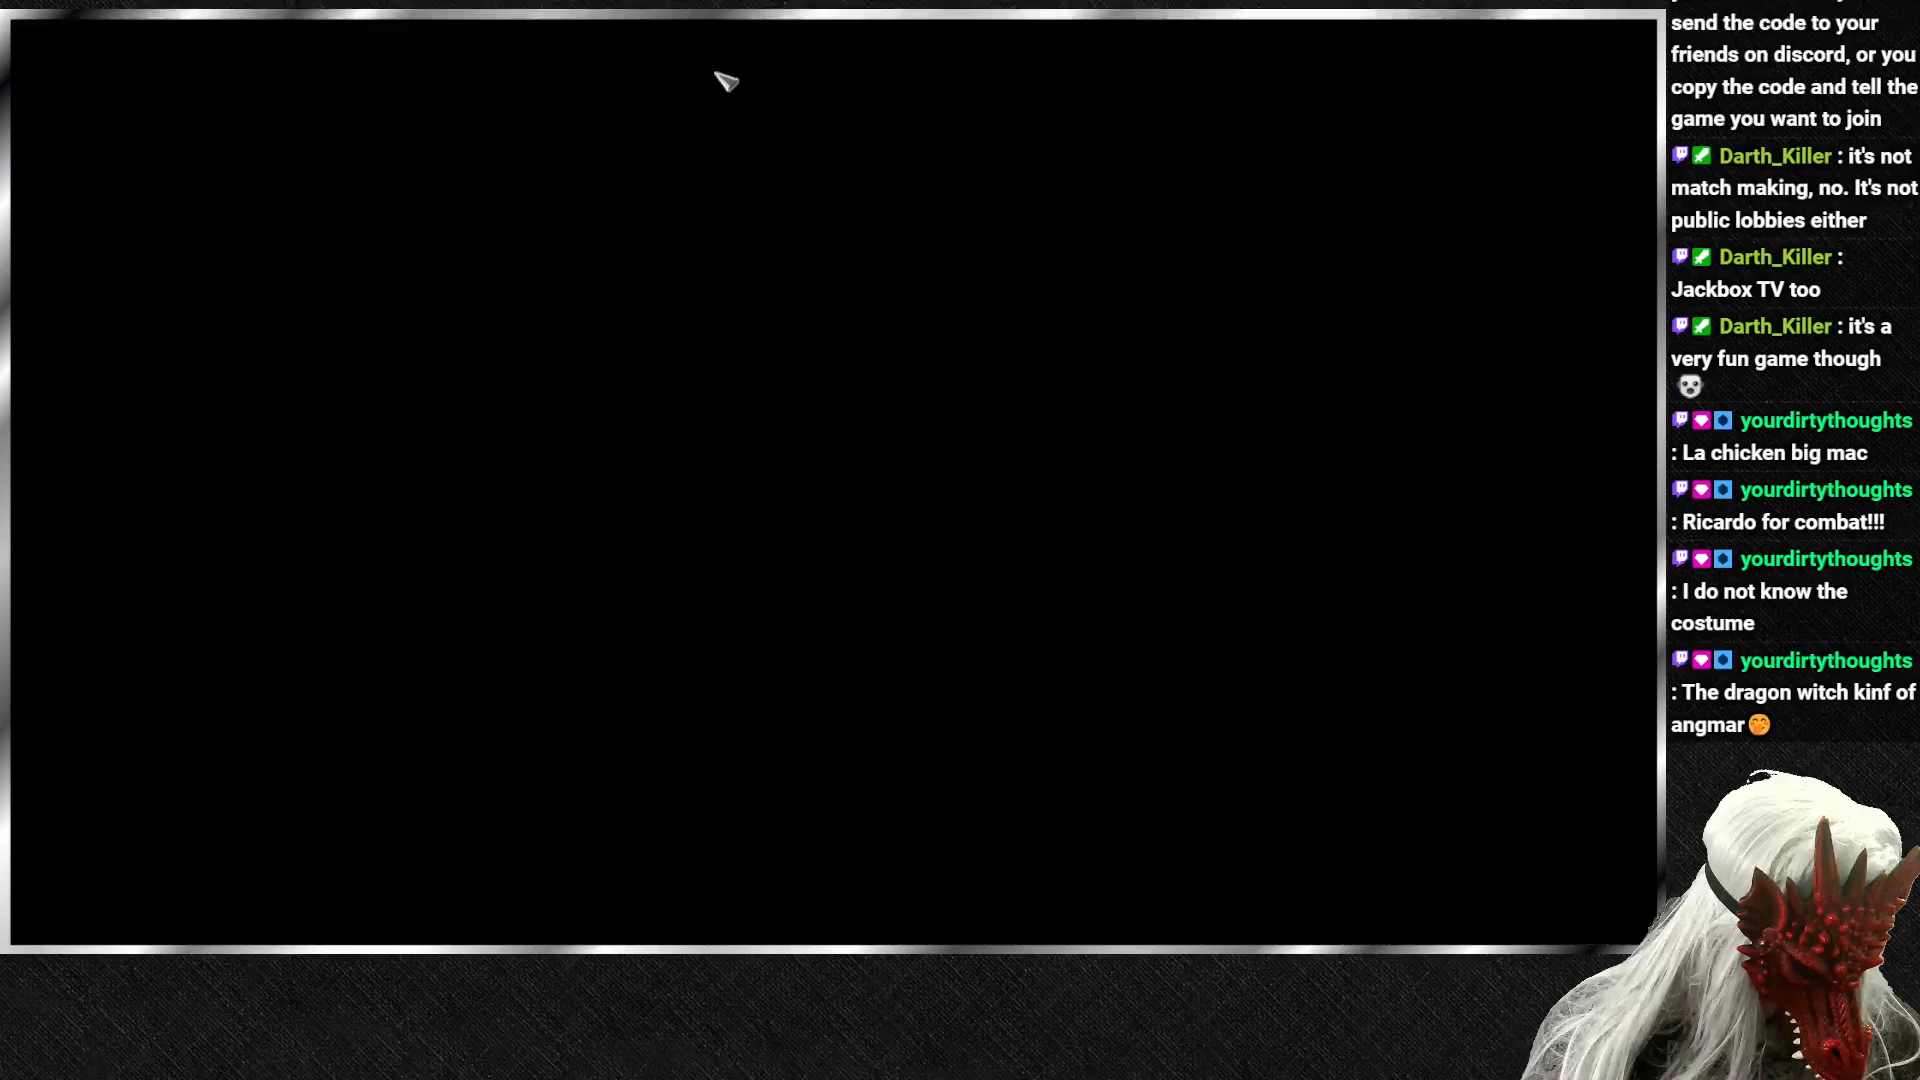 send the code to your
friends on discord, or you
copy the code and tell the
game you want to join
Darth_Killer : it's not
match making, no. It's not
public lobbies either
Darth_Killer :
Jackbox TV too
Darth_Killer : it's a
very fun game though
yourdirtythoughts
: La chicken big mac
yourdirtythoughts
: Ricardo for combat!!!
yourdirtythoughts
: I do not know the
costume
yourdirtythoughts
: The dragon witch kinf of
angmar